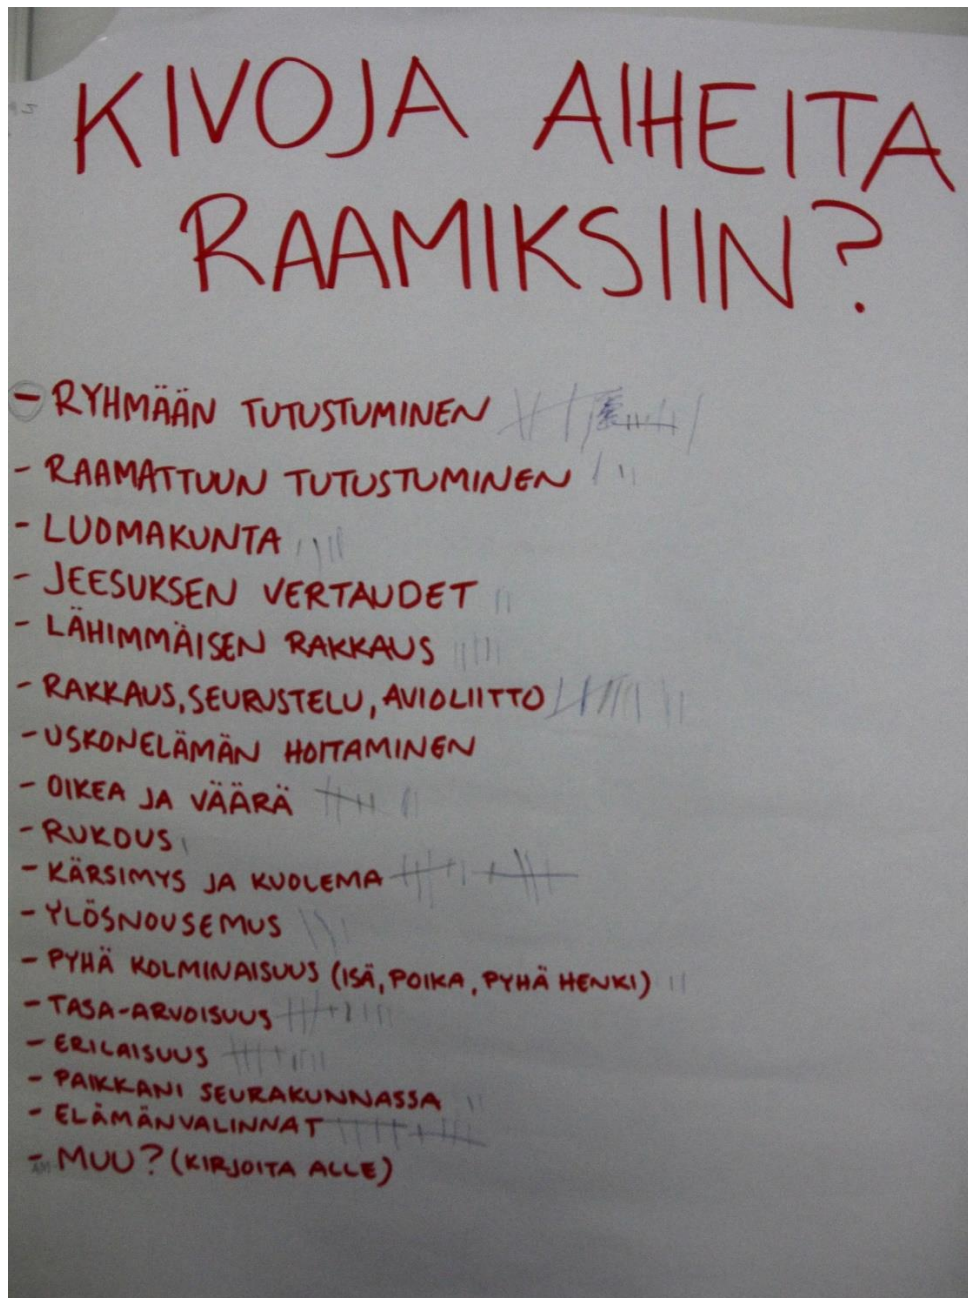 KIVOJA AIHEITA
RAAMIKSIIN?
- RYHMÄÄN TUTUSTUMINEN
- RAAMATTUUN TUTUSTUMINEN
- LUOMAKUNTA
- JEESUKSEN VERTAUDET
- LÄHIMMÄISEN RAKKAUS
- RAKKAUS, SEURUSTELU, AVIOLIITTO
- USKONELÄMÄN HOITAMINEN
- OIKEA JA VÄÄRÄ
- RUKOUS
- KÄRSIMYS JA KUOLEMA
- YLÖSNOUSEMUS
- PYHÄ KOLMINAISUUS (ISÄ, POIKA, PYHÄ HENKI)
- TASA-ARVOISUUS
- ERILAISUUS
- PAIKKANI SEURAKUNNASSA
- ELÄMÄNVALINNAT
- MUU? (KIRJOITA ALLE)